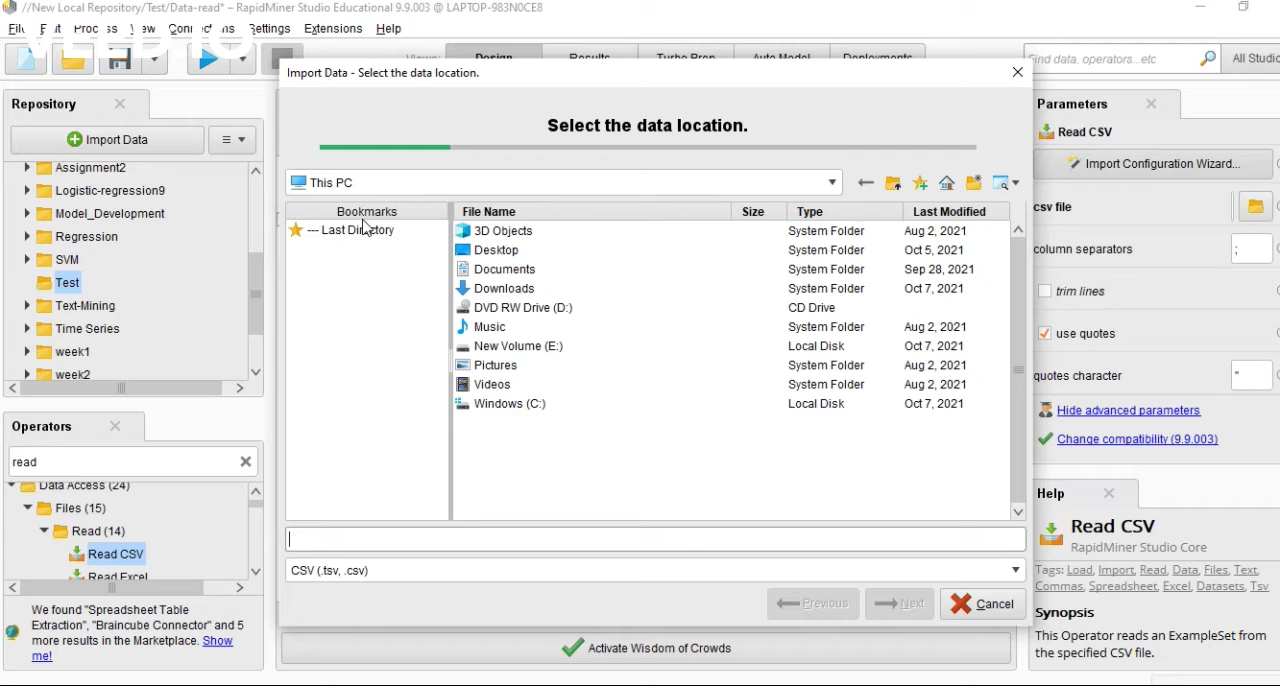 //New Local Repository/Test/Data-read* – RapidMiner Studio Educational 9.9.003 @ LAPTOP-983N0CE8
Extensions Help
Import Data - Select the data location.
Find data, operators...etc
All Studio
Repository
Import Data
Assignment2
Logistic-regression9
Model_Development
Regression
SVM
Test
Text-Mining
Time Series
week1
week2
Select the data location.
This PC
Bookmarks
File Name Size Type Last Modified
--- Last Directory
3D Objects System Folder Aug 2, 2021
Desktop System Folder Oct 5, 2021
Documents System Folder Sep 28, 2021
Downloads System Folder Oct 7, 2021
DVD RW Drive (D:) CD Drive
Music System Folder Aug 2, 2021
New Volume (E:) Local Disk Oct 7, 2021
Pictures System Folder Aug 2, 2021
Videos System Folder Aug 2, 2021
Windows (C:) Local Disk Oct 7, 2021
CSV (.tsv, .csv)
Previous Next Cancel
Activate Wisdom of Crowds
Operators
read
Data Access (24)
Files (15)
Read (14)
Read CSV
Read Excel
We found "Spreadsheet Table
Extraction", "Braincube Connector" and 5
more results in the Marketplace. Show
me!
Parameters
Read CSV
Import Configuration Wizard...
csv file
column separators ;
trim lines
use quotes
quotes character "
Hide advanced parameters
Change compatibility (9.9.003)
Help
Read CSV
RapidMiner Studio Core
Tags: Load, Import, Read, Data, Files, Text,
Commas, Spreadsheet, Excel, Datasets, Tsv
Synopsis
This Operator reads an ExampleSet from
the specified CSV file.